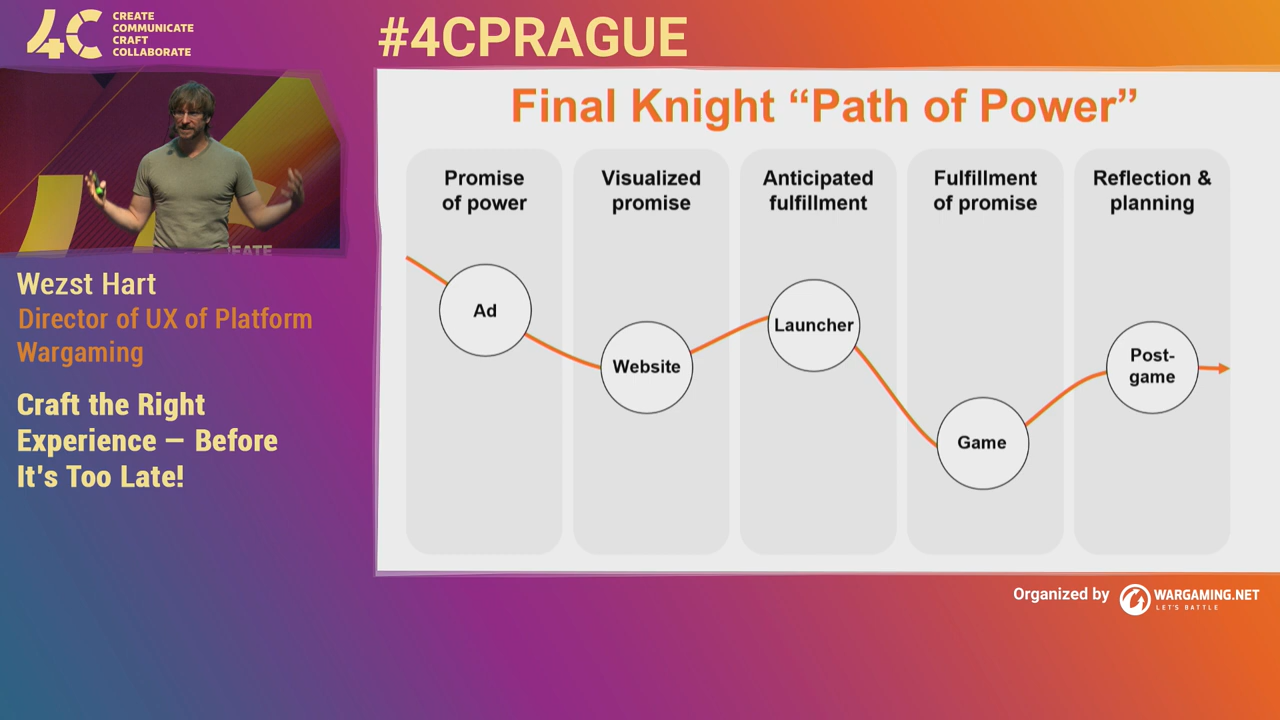 4C
CREATE
COMMUNICATE
CRAFT
COLLABORATE
#4CPRAGUE
EATE
Wezst Hart
Director of UX of Platform
Wargaming
Craft the Right
Experience — Before
It's Too Late!
Final Knight “Path of Power”
Promise
of power
Visualized
promise
Anticipated
fulfillment
Fulfillment
of promise
Reflection &
planning
Ad
Website
Launcher
Game
Post-
game
Organized by
WARGAMING.NET
LET'S BATTLE